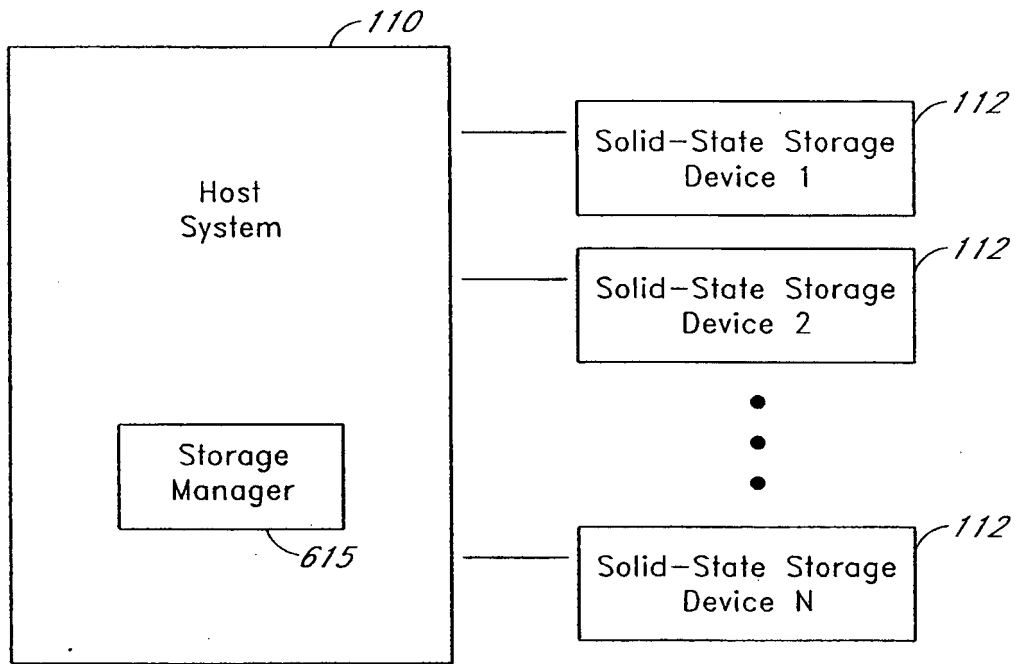 110
Host
System
Storage
Manager
615
112
Solid-State Storage
Device 1
112
Solid-State Storage
Device 2
112
Solid-State Storage
Device N